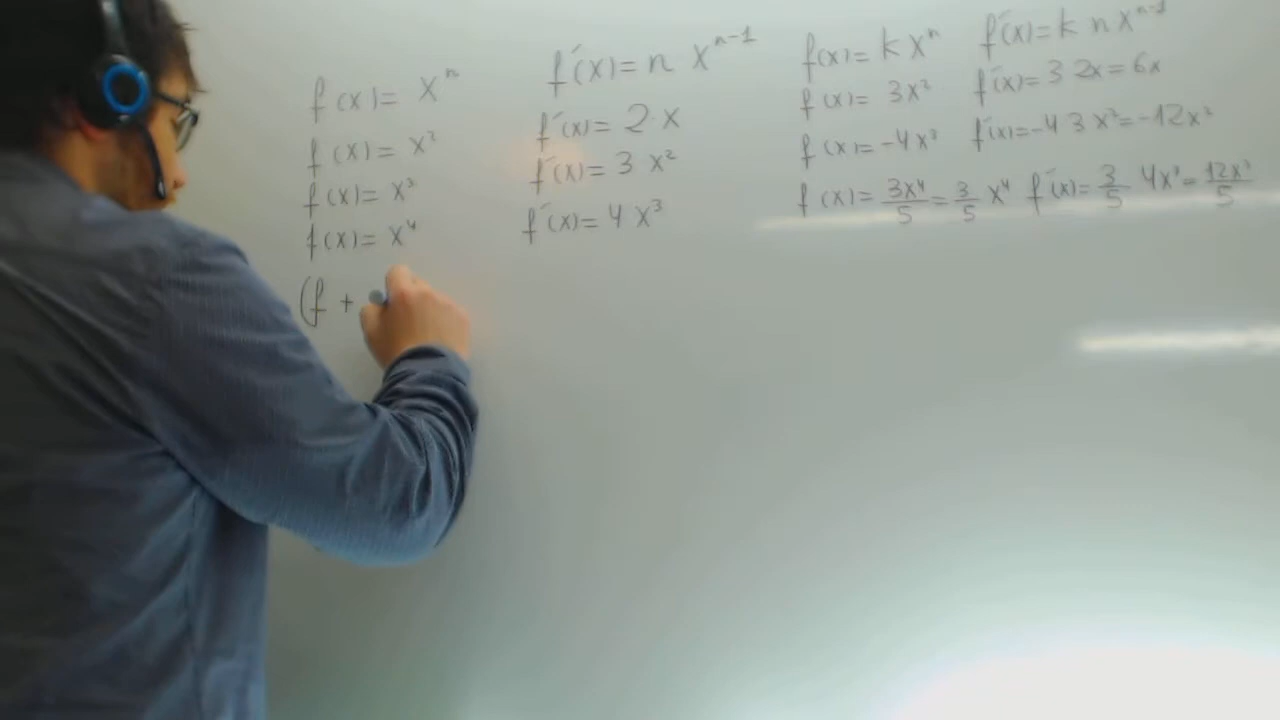 f(x) = xⁿ f´(x) = n xⁿ⁻¹ f(x) = k xⁿ f´(x) = k n xⁿ⁻¹
f(x) = x² f´(x) = 2 x f(x) = 3x² f´(x) = 3 2x = 6x
f(x) = x³ f´(x) = 3 x² f(x) = -4x³ f´(x) = -4 3 x² = -12x²
f(x) = x⁴ f´(x) = 4 x³ f(x) = 3x⁴/5 = 3/5 x⁴ f´(x) = 3/5 4x³ = 12x³/5
(f +